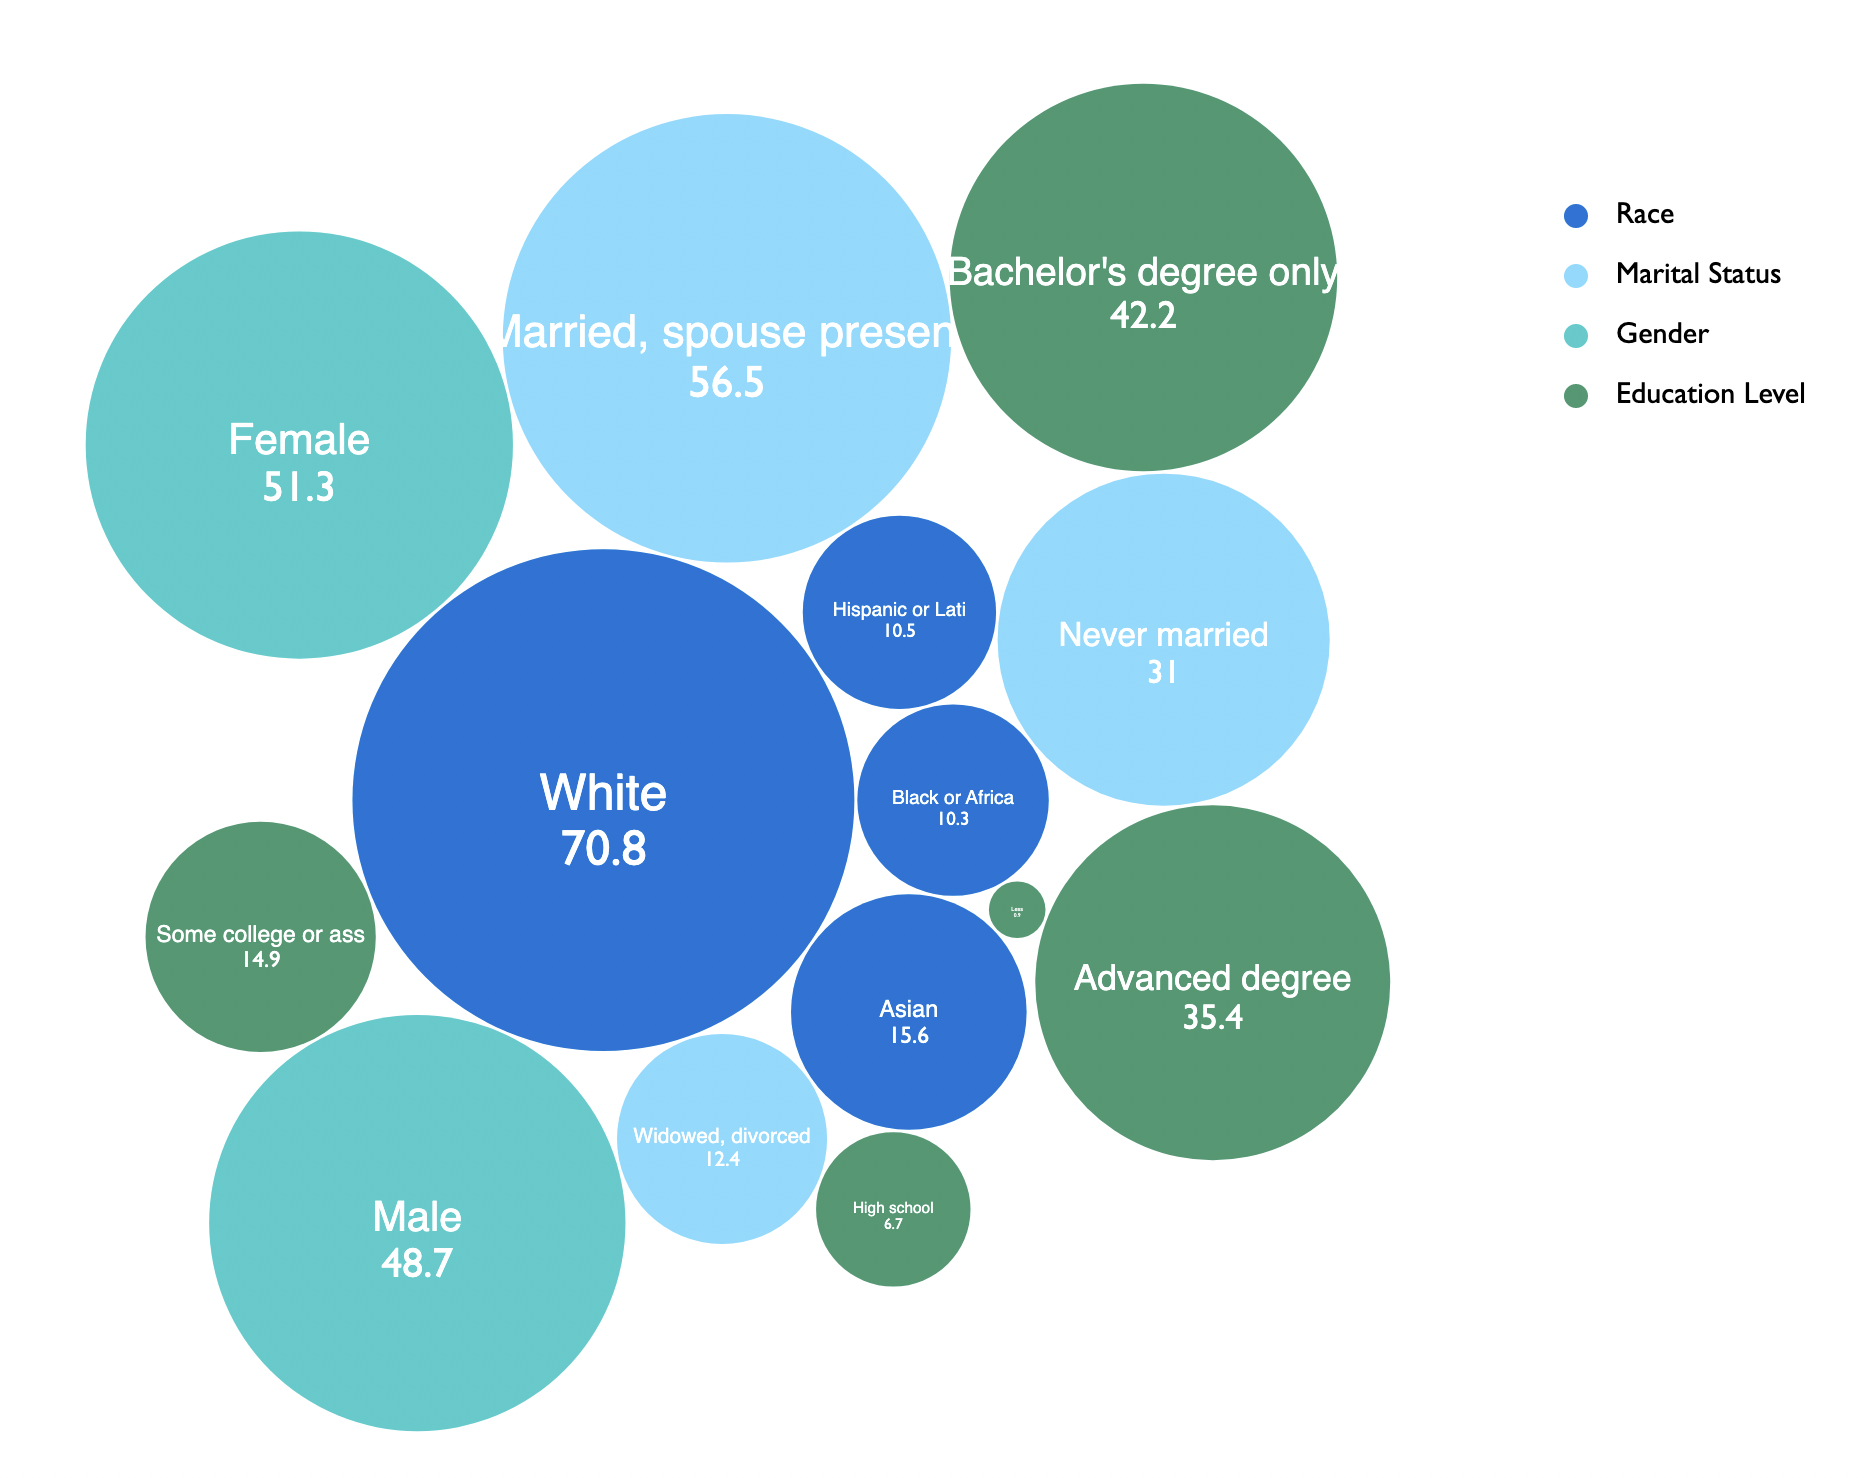 Bachelor's degree only
42.2
Married, spouse presen
56.5
Female
51.3
Hispanic or Lati
10.5
Never married
31
White
70.8
Black or Africa
10.3
Less
0.9
Some college or ass
14.9
Advanced degree
35.4
Asian
15.6
Widowed, divorced
12.4
High school
6.7
Male
48.7
Race
Marital Status
Gender
Education Level